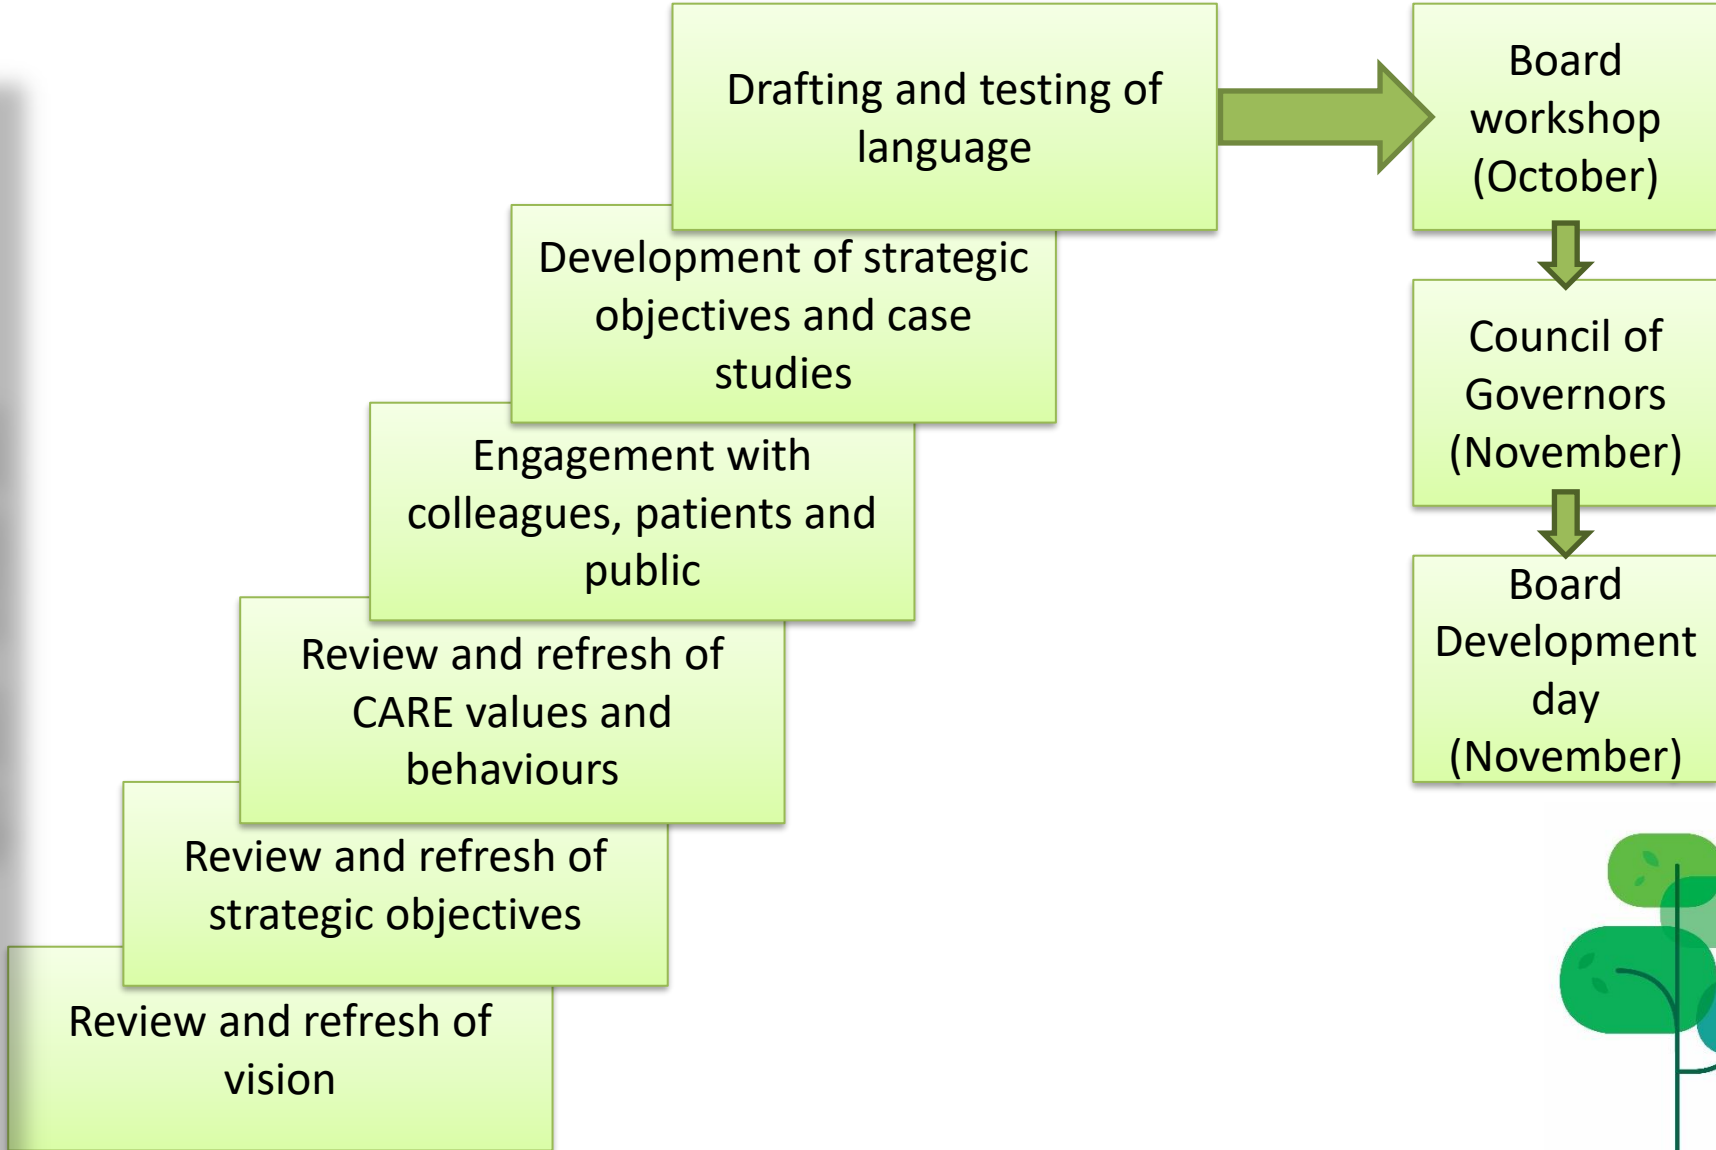 Drafting and testing of
language
Board
workshop
(October)
Development of strategic
objectives and case
studies
Council of
Governors
(November)
Engagement with
colleagues, patients and
public
Board
Development
day
(November)
Review and refresh of
CARE values and
behaviours
Review and refresh of
strategic objectives
Review and refresh of
vision